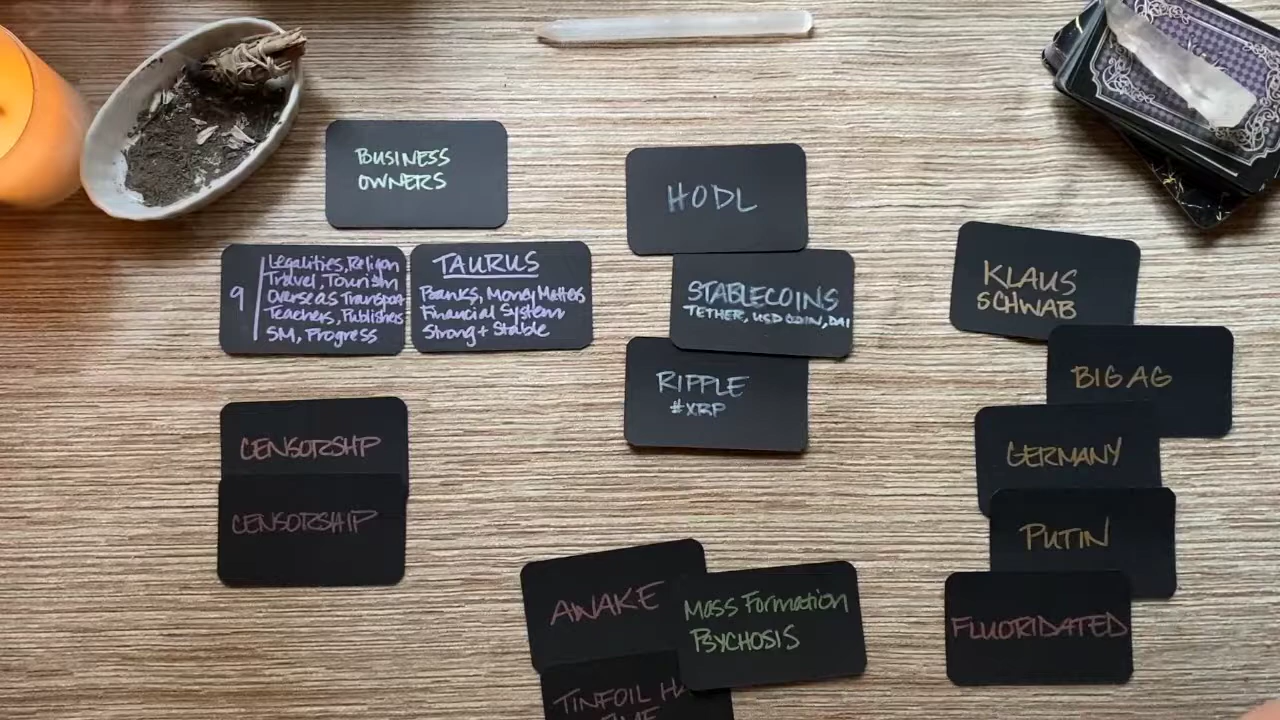 BUSINESS
OWNERS
9
Legalities, Religon
Travel, Tourism
Overseas Transport
Teachers, Publishers
SM, Progress
TAURUS
Banks, Money Matters
Financial System
Strong + Stable
CENSORSHP
CENSORSHIP
HODL
STABLECOINS
TETHER, USD COIN, DAI
RIPPLE
#XRP
AWAKE
Mass Formation
PSYCHOSIS
TINFOIL
KLAUS
SCHWAB
BIG AG
GERMANY
PUTIN
FLUORIDATED